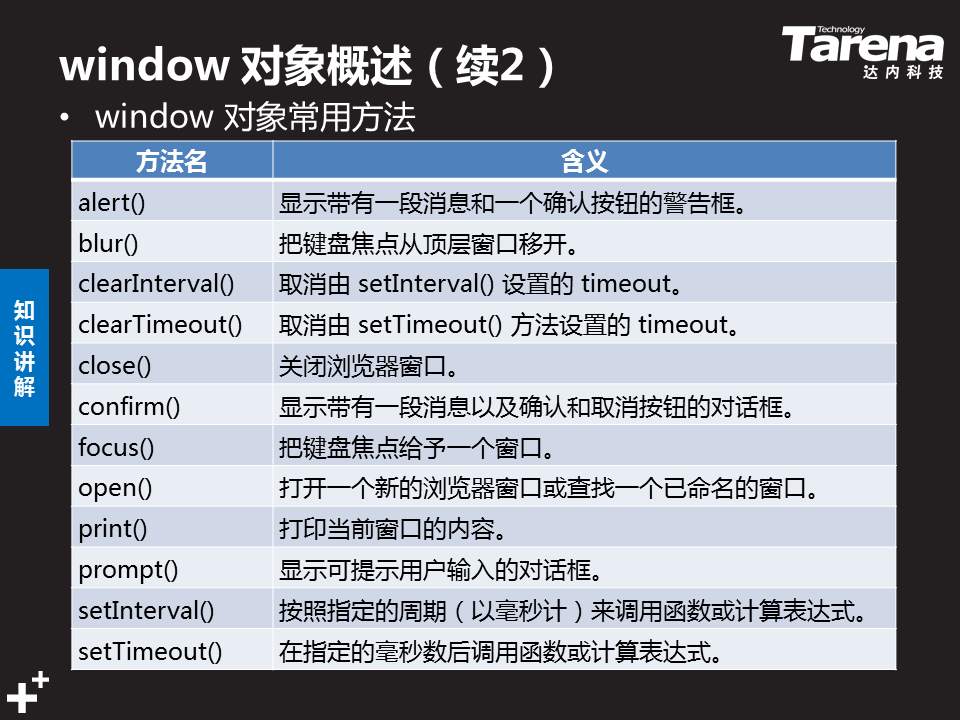 window 对象概述（续2）
Technology
Tarena
达内科技
• window 对象常用方法
方法名 含义
alert() 显示带有一段消息和一个确认按钮的警告框。
blur() 把键盘焦点从顶层窗口移开。
clearInterval() 取消由 setInterval() 设置的 timeout。
clearTimeout() 取消由 setTimeout() 方法设置的 timeout。
close() 关闭浏览器窗口。
confirm() 显示带有一段消息以及确认和取消按钮的对话框。
focus() 把键盘焦点给予一个窗口。
open() 打开一个新的浏览器窗口或查找一个已命名的窗口。
print() 打印当前窗口的内容。
prompt() 显示可提示用户输入的对话框。
setInterval() 按照指定的周期（以毫秒计）来调用函数或计算表达式。
setTimeout() 在指定的毫秒数后调用函数或计算表达式。
知识讲解